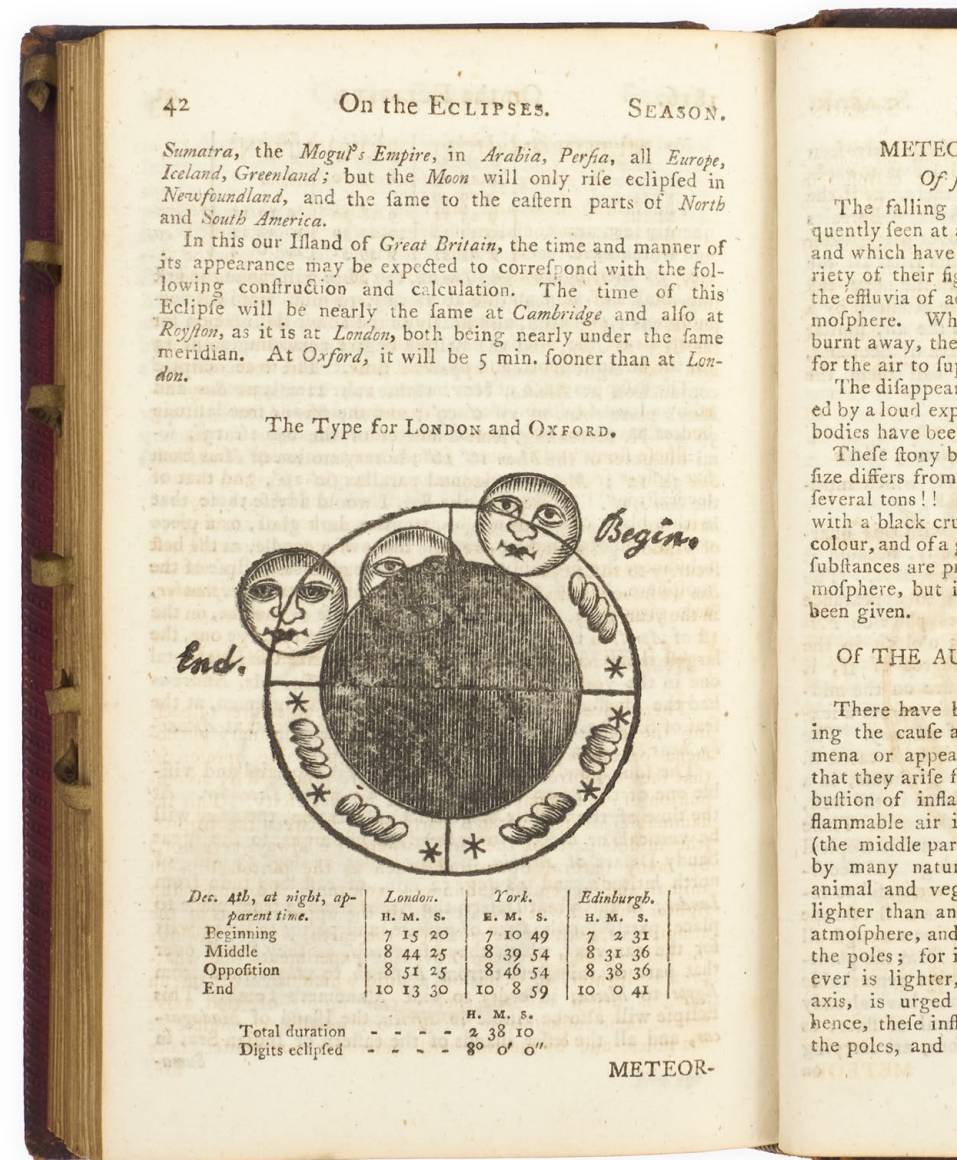 42 On the ECLIPSES. SEASON.
Sumatra, the Mogul's Empire, in Arabia, Perſia, all Europe,
Iceland, Greenland; but the Moon will only riſe eclipſed in
Newfoundland, and the ſame to the eaſtern parts of North
and South America.
In this our Iſland of Great Britain, the time and manner of
its appearance may be expected to correſpond with the fol-
lowing conſtruction and calculation. The time of this
Eclipſe will be nearly the ſame at Cambridge and alſo at
Royſton, as it is at London, both being nearly under the ſame
meridian. At Oxford, it will be 5 min. ſooner than at Lon-
don.
The Type for LONDON and OXFORD.
Begin.
End.
Dec. 4th, at night, ap- London. York. Edinburgh.
parent time. H. M. S. H. M. S. H. M. S.
Beginning 7 15 20 7 10 49 7 2 31
Middle 8 44 25 8 39 54 8 31 36
Oppoſition 8 51 25 8 46 54 8 38 36
End 10 13 30 10 8 59 10 0 41
H. M. S.
Total duration - - - - 2 38 10
Digits eclipſed - - - - 8° 0′ 0″
METEOR-
METEO
Of
The falling
quently ſeen at
and which have
riety of their
the effluvia of
moſphere.
burnt away, the
for the air to
The diſappear
ed by a loud exp
bodies have bee
Theſe ſtony b
ſize differs from
ſeveral tons!!
with a black cru
colour, and of a
ſubſtances are
moſphere, but i
been given.
Of THE AU
There have
ing the cauſe a
mena or appea
that they ariſe
buſtion of infla
flammable air i
(the middle par
by many natu
animal and veg
lighter than an
atmoſphere, and
the poles; for i
ever is lighter,
axis, is urged
hence, theſe infl
the poles, and